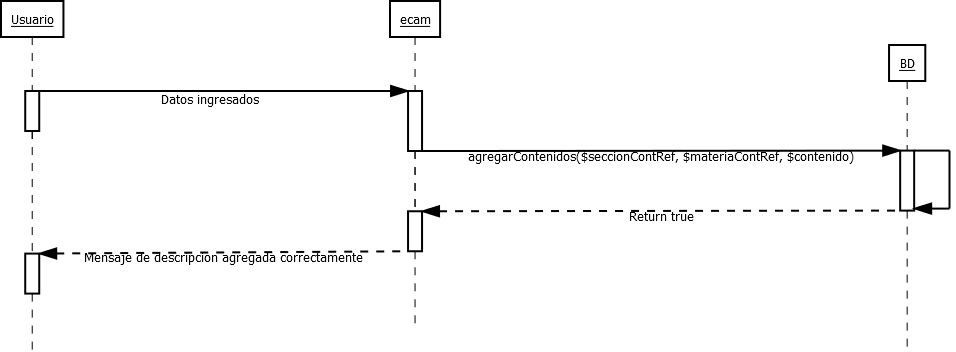 Usuario
ecam
BD
Datos ingresados
agregarContenidos($seccionContRef, $materiaContRef, $contenido)
Return true
Mensaje de descripcion agregada correctamente